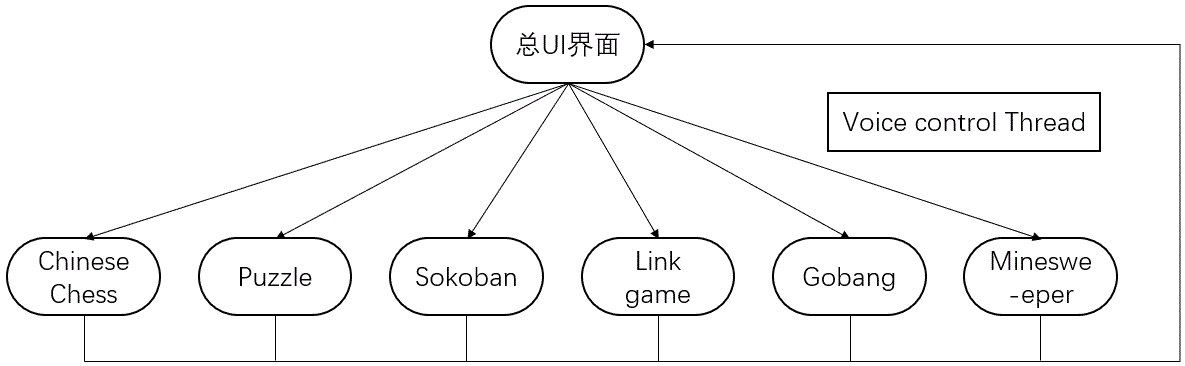 总UI界面
Voice control Thread
Chinese
Chess
Puzzle
Sokoban
Link
game
Gobang
Mineswe
-eper